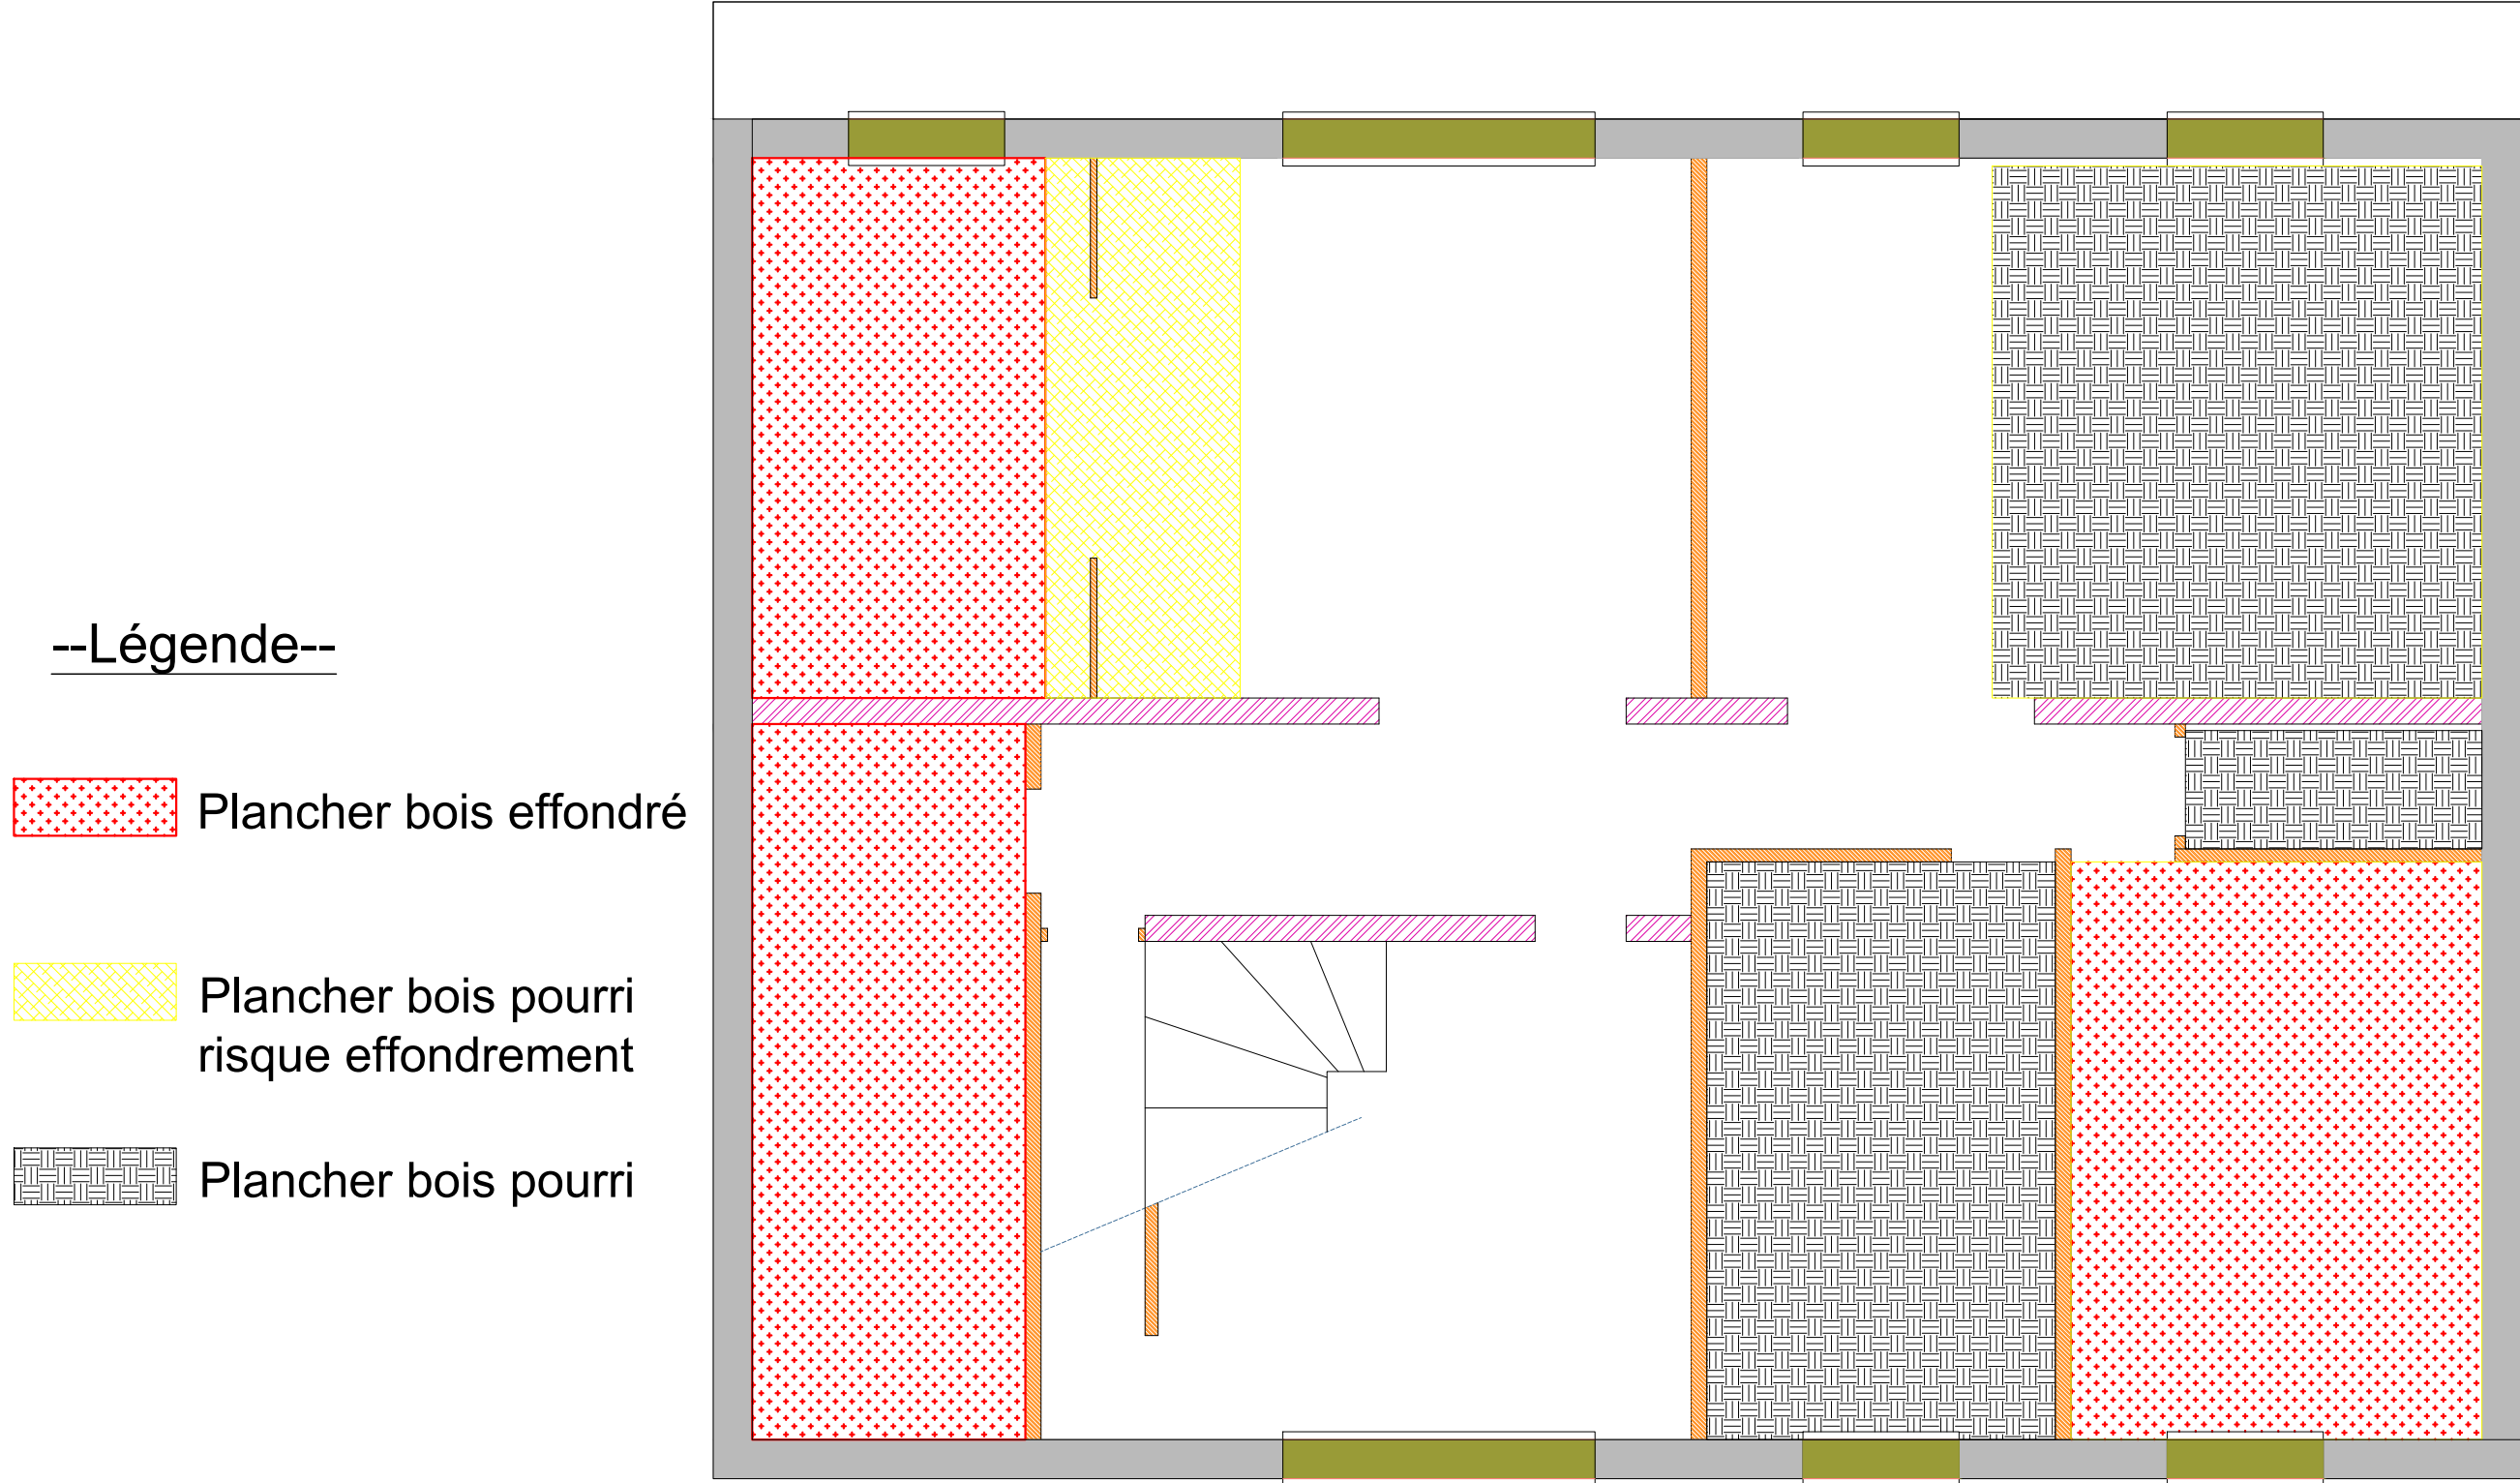 --Légende--
Plancher bois effondré
Plancher bois pourri
risque effondrement
Plancher bois pourri